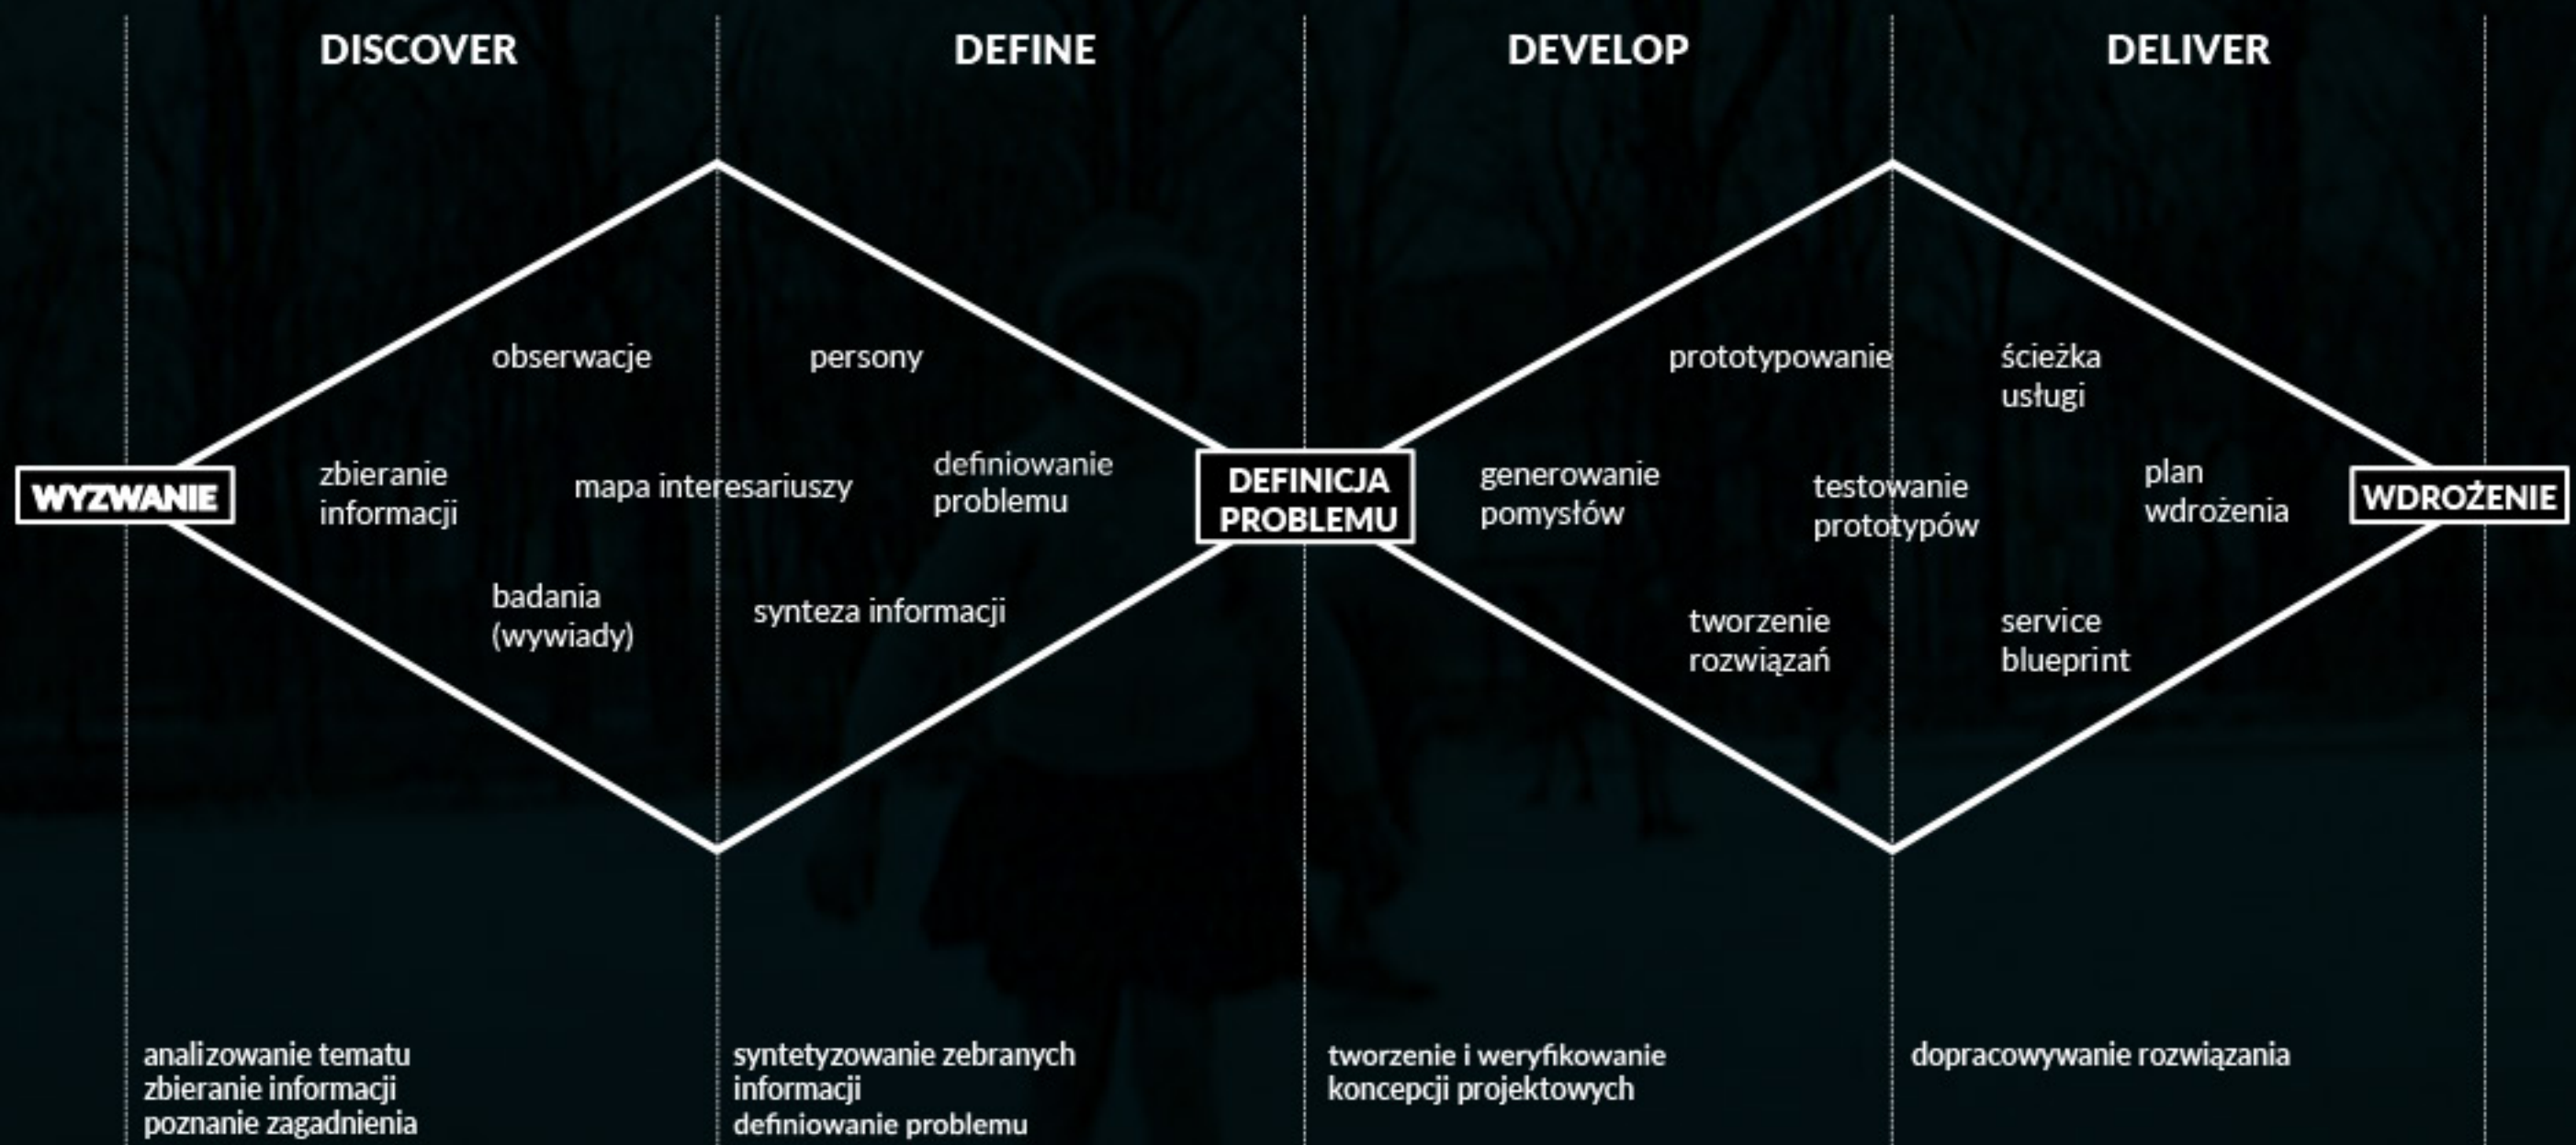 DISCOVER
DEFINE
DEVELOP
DELIVER
obserwacje
persony
prototypowanie
ścieżka
usługi
WYZWANIE
zbieranie
informacji
mapa interesariuszy
definiowanie
problemu
DEFINICJA
PROBLEMU
generowanie
pomysłów
testowanie
prototypów
plan
wdrożenia
WDROŻENIE
badania
(wywiady)
synteza informacji
tworzenie
rozwiązań
service
blueprint
analizowanie tematu
zbieranie informacji
poznanie zagadnienia
syntetyzowanie zebranych
informacji
definiowanie problemu
tworzenie i weryfikowanie
koncepcji projektowych
dopracowywanie rozwiązania